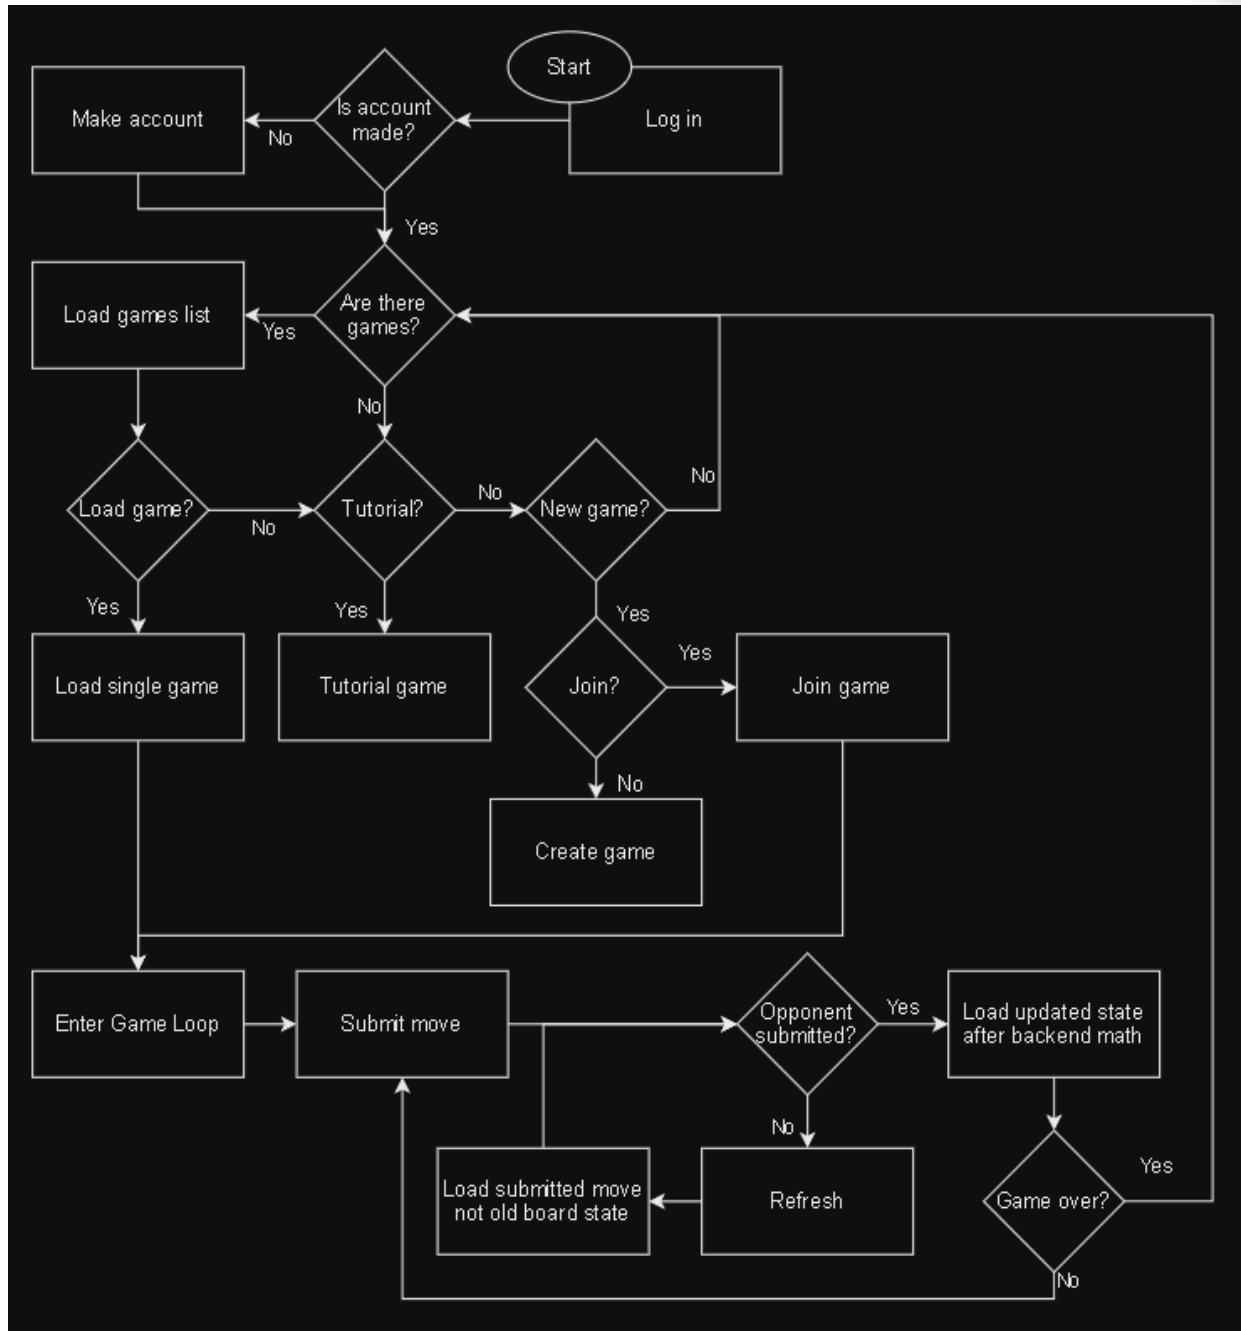 Start
Log in
Is account
made?
No
Make account
Yes
Are there
games?
Yes
Load games list
No
Load game?
No
Tutorial?
No
New game?
No
Yes
Load single game
Yes
Tutorial game
Yes
Join?
Yes
Join game
No
Create game
Enter Game Loop
Submit move
Opponent
submitted?
Yes
Load updated state
after backend math
No
Refresh
Load submitted move
not old board state
Game over?
Yes
No